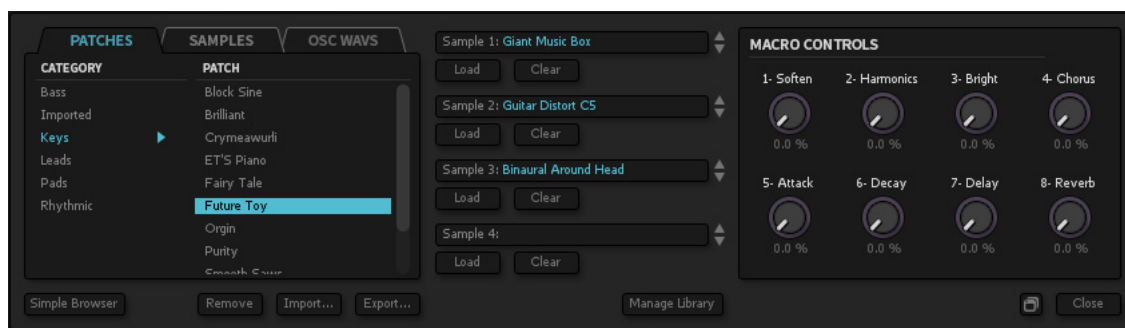 PATCHES
SAMPLES
OSC WAVS
CATEGORY
Bass
Imported
Keys
Leads
Pads
Rhythmic
PATCH
Block Sine
Brilliant
Crymeawurli
ET'S Piano
Fairy Tale
Future Toy
Orgin
Purity
Smooth Saws
Simple Browser
Remove
Import...
Export...
Sample 1: Giant Music Box
Load
Clear
Sample 2: Guitar Distort C5
Load
Clear
Sample 3: Binaural Around Head
Load
Clear
Sample 4:
Load
Clear
Manage Library
MACRO CONTROLS
1- Soften
2- Harmonics
3- Bright
4- Chorus
0.0 %
0.0 %
0.0 %
0.0 %
5- Attack
6- Decay
7- Delay
8- Reverb
0.0 %
0.0 %
0.0 %
0.0 %
Close